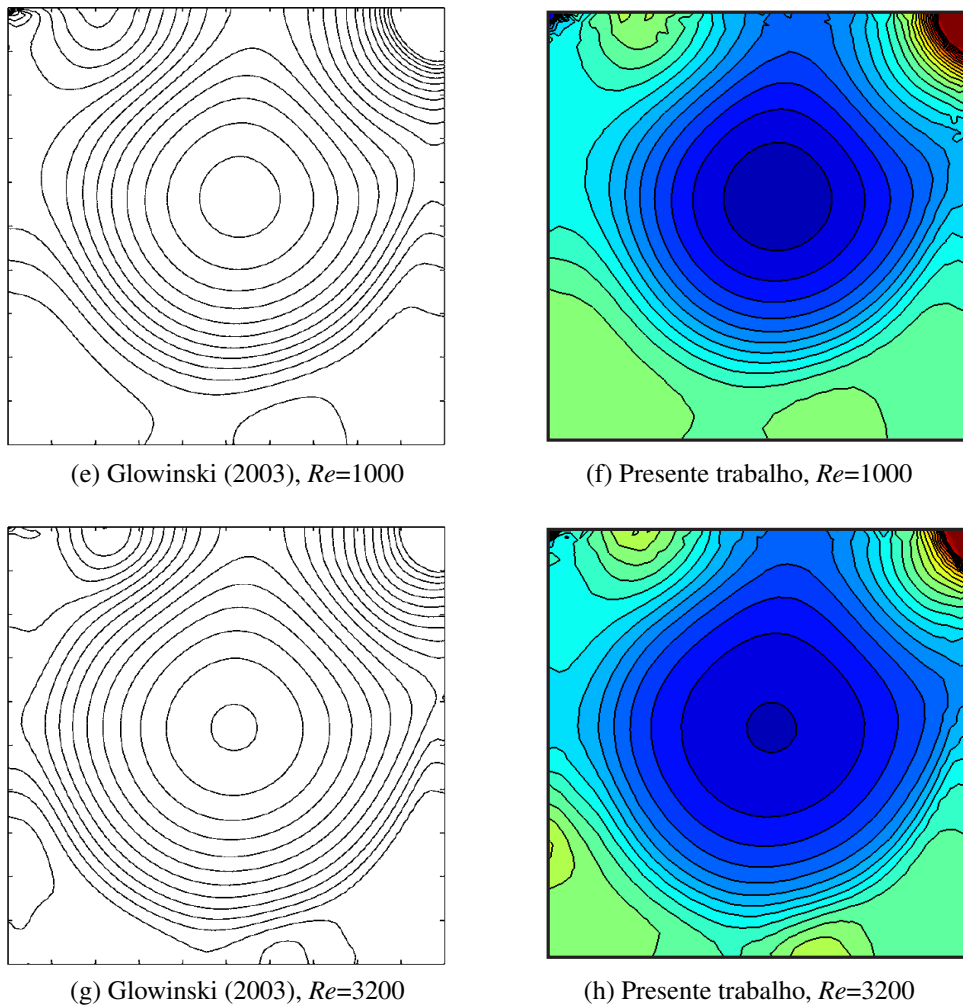 (e) Glowinski (2003), Re=1000
(f) Presente trabalho, Re=1000
(g) Glowinski (2003), Re=3200
(h) Presente trabalho, Re=3200